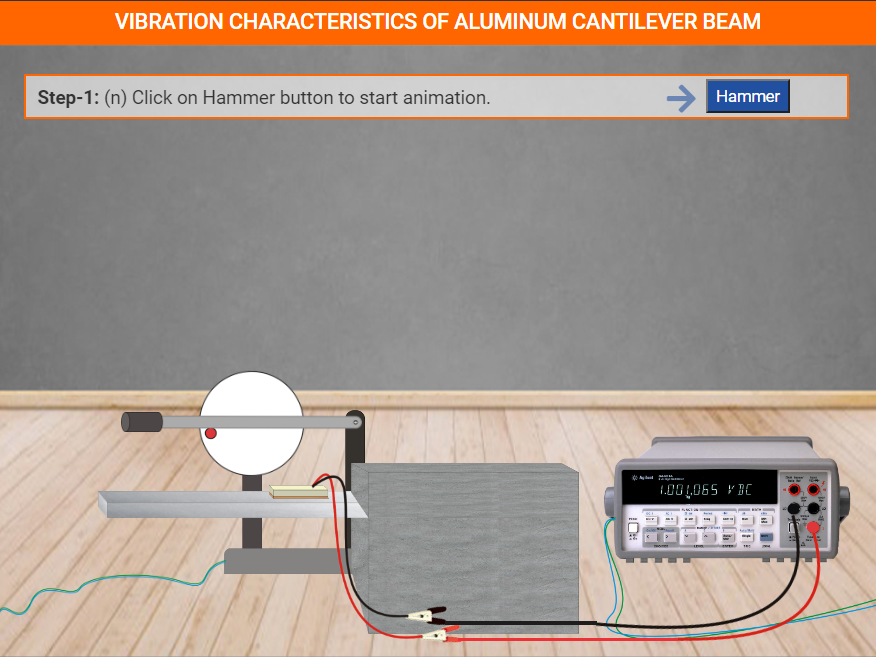 VIBRATION CHARACTERISTICS OF ALUMINUM CANTILEVER BEAM
Step-1: (n) Click on Hammer button to start animation.
Hammer
Agilent
1.001,065 VDC